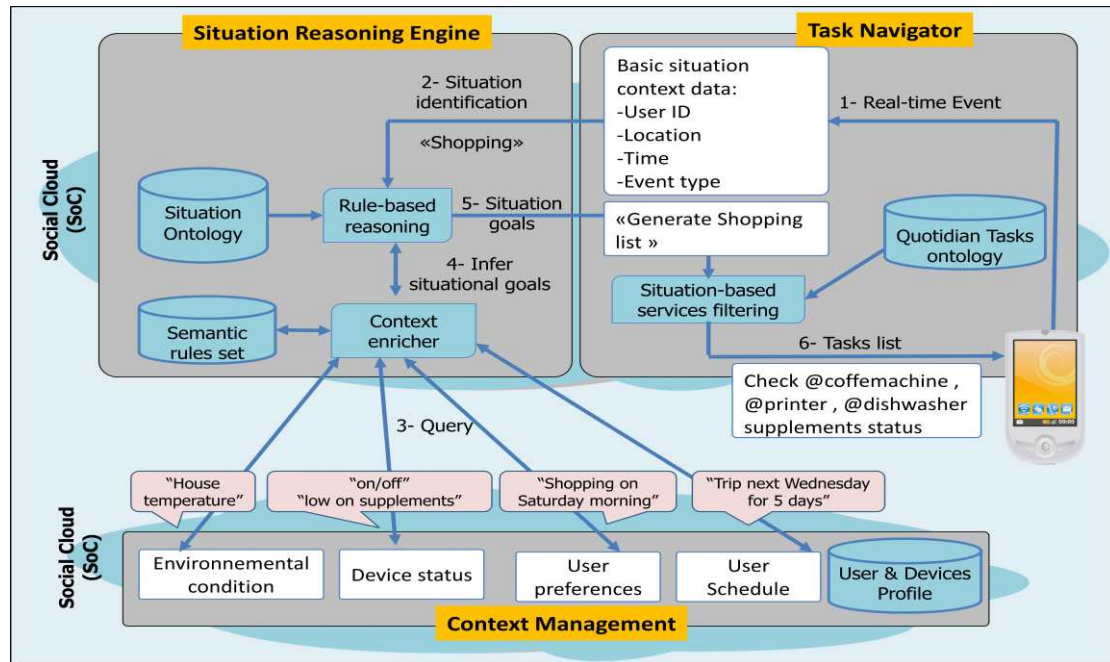 Situation Reasoning Engine
Task Navigator
Social Cloud
(SoC)
2- Situation
identification
«Shopping»
Basic situation
context data:
-User ID
-Location
-Time
-Event type
1- Real-time Event
Situation
Ontology
Rule-based
reasoning
5- Situation
goals
«Generate Shopping
list »
Quotidian Tasks
ontology
4- Infer
situational goals
Situation-based
services filtering
Semantic
rules set
Context
enricher
6- Tasks list
Check @coffemachine ,
@printer , @dishwasher
supplements status
00:00
3- Query
Social Cloud
(SoC)
“House
temperature”
“on/off”
“low on supplements”
“Shopping on
Saturday morning”
“Trip next Wednesday
for 5 days”
Environnemental
condition
Device status
User
preferences
User
Schedule
User & Devices
Profile
Context Management